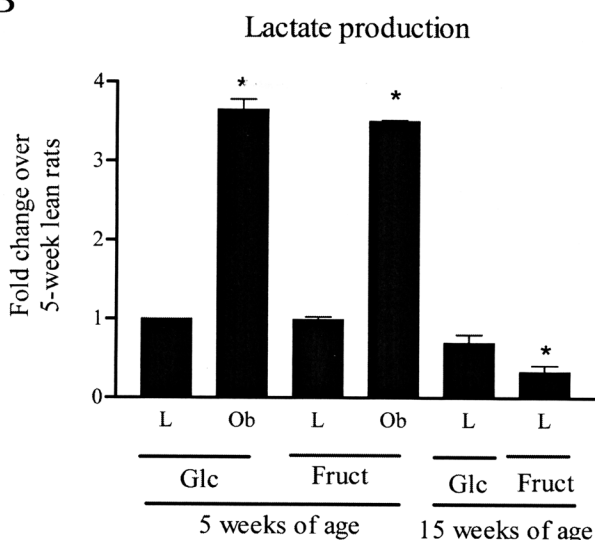 B
Lactate production
Fold change over
5-week lean rats
4
3
2
1
0
* * *
L Ob L Ob L L
Glc Fruct Glc Fruct
5 weeks of age 15 weeks of age